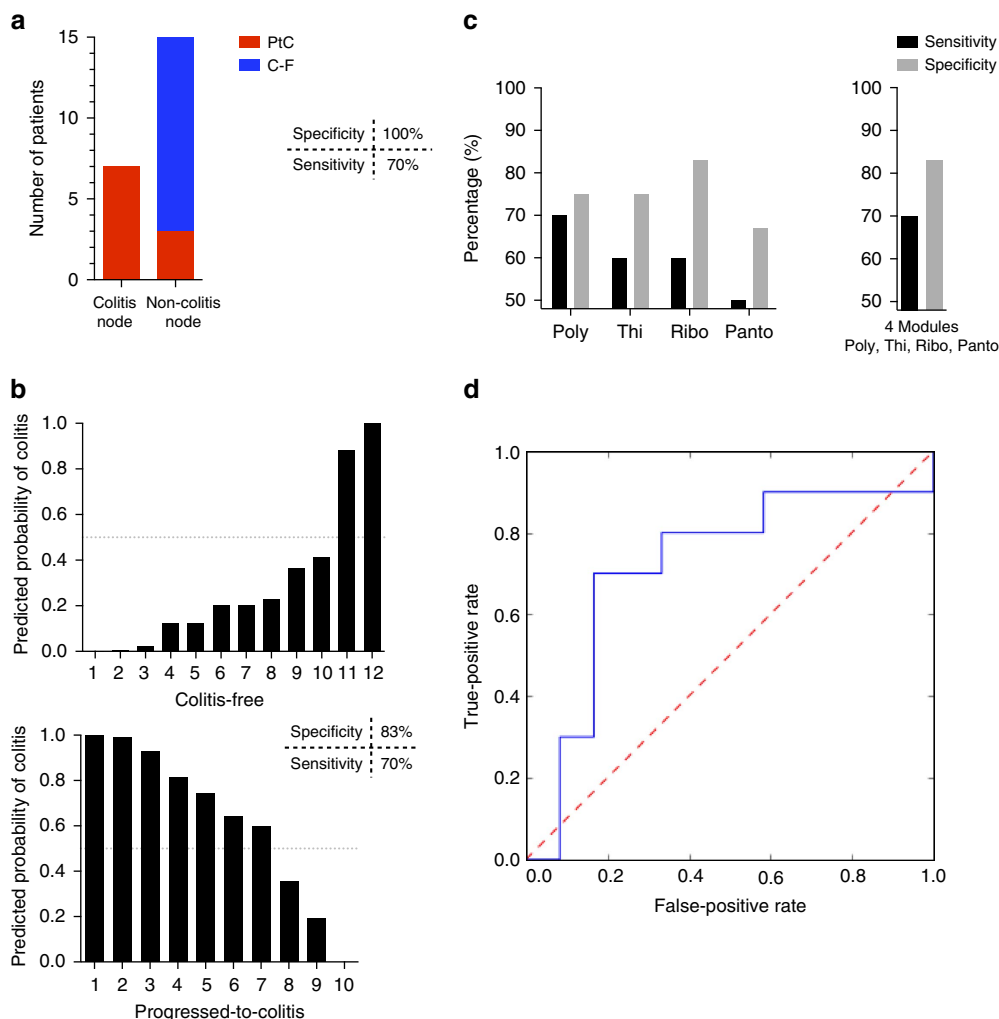 a
15
10
5
0
Number of patients
Colitis node
Non-colitis node
PtC
C-F
Specificity 100%
Sensitivity 70%
c
Sensitivity
Specificity
100
90
80
70
60
50
Percentage (%)
Poly Thi Ribo Panto
100
90
80
70
60
50
4 Modules
Poly, Thi, Ribo, Panto
b
Predicted probability of colitis
1.0
0.8
0.6
0.4
0.2
0.0
1 2 3 4 5 6 7 8 9 10 11 12
Colitis-free
Predicted probability of colitis
1.0
0.8
0.6
0.4
0.2
0.0
1 2 3 4 5 6 7 8 9 10
Progressed-to-colitis
Specificity 83%
Sensitivity 70%
d
True-positive rate
1.0
0.8
0.6
0.4
0.2
0.0
0.0 0.2 0.4 0.6 0.8 1.0
False-positive rate